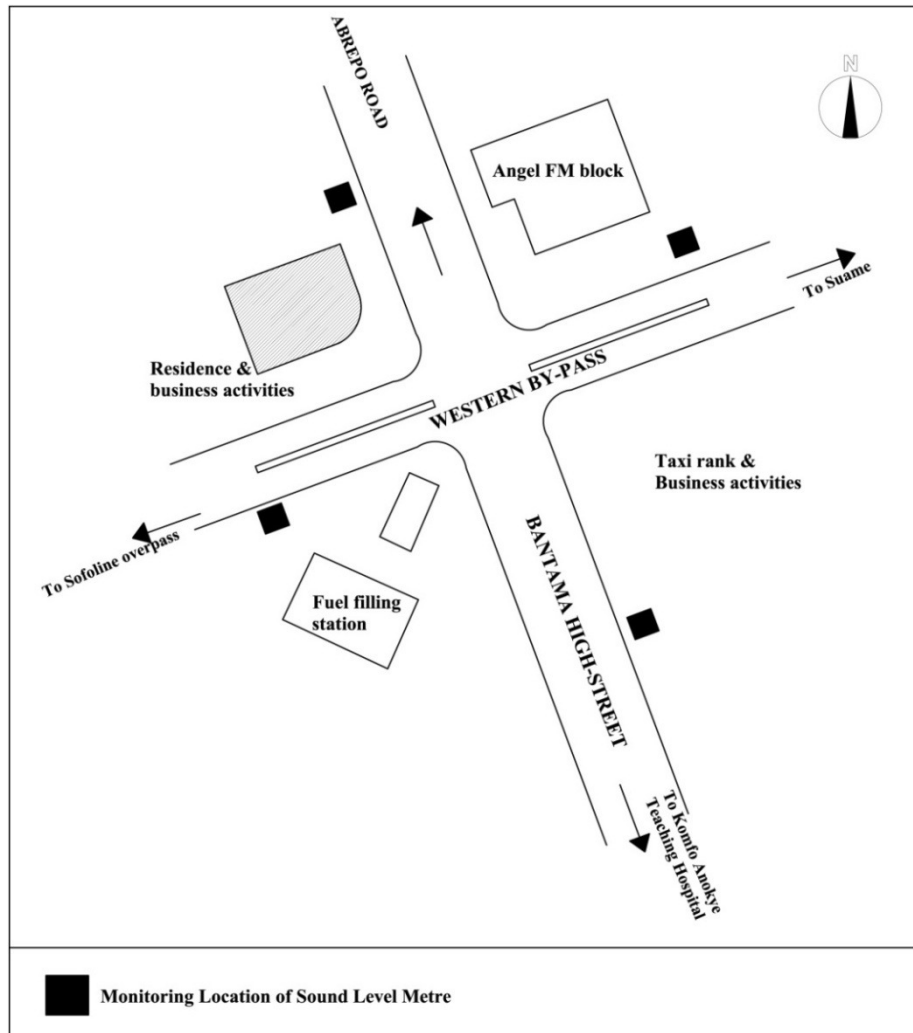 ABREPO ROAD
N
Angel FM block
To Suame
Residence &
business activities
WESTERN BY-PASS
Taxi rank &
Business activities
To Sofoline overpass
BANTAMA HIGH-STREET
Fuel filling
station
To Komfo Anokye
Teaching Hospital
Monitoring Location of Sound Level Metre